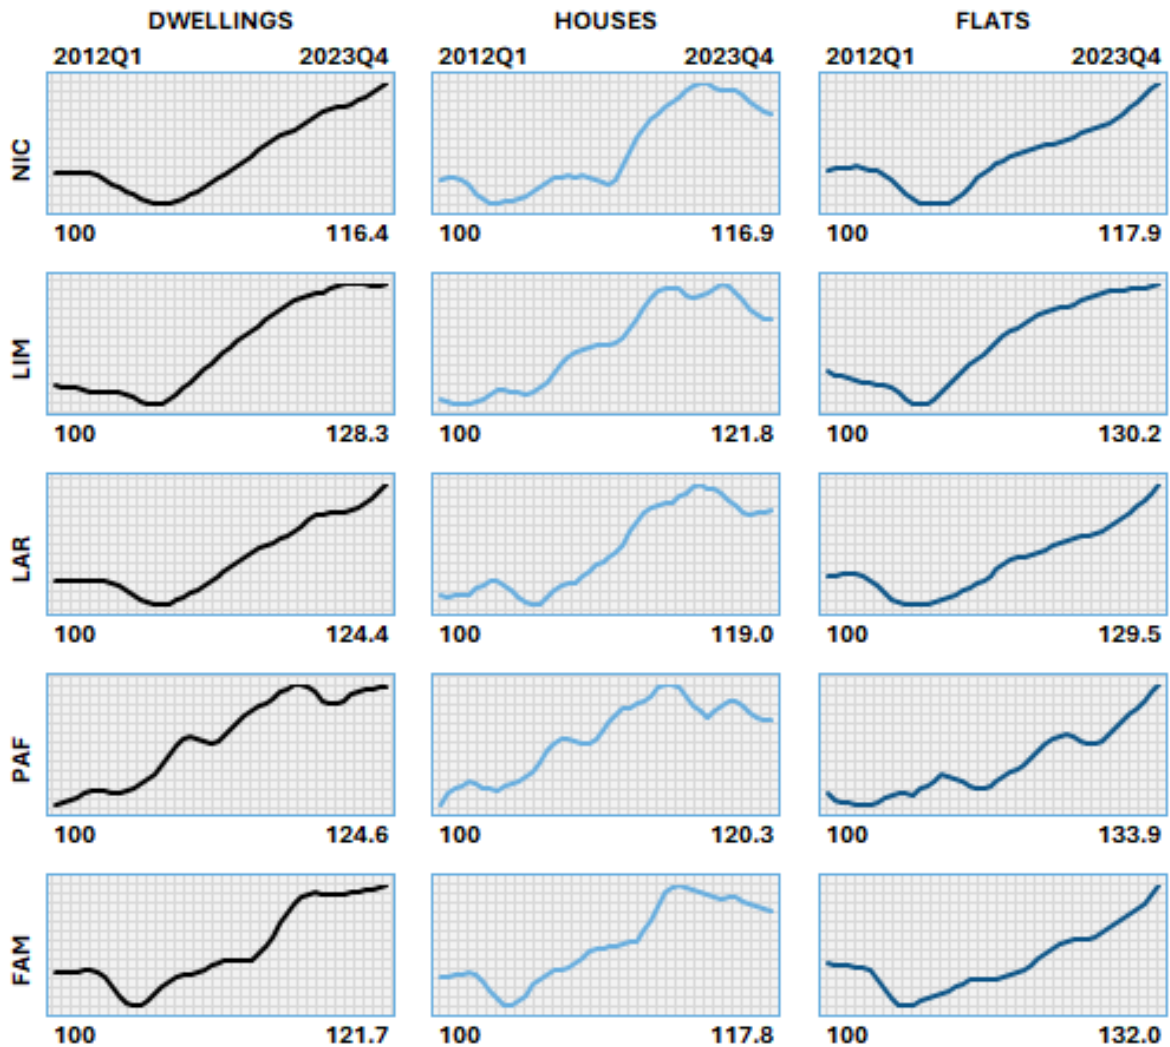 DWELLINGS HOUSES FLATS
2012Q1 2023Q4 2012Q1 2023Q4 2012Q1 2023Q4
NIC
100 116.4 100 116.9 100 117.9
LIM
100 128.3 100 121.8 100 130.2
LAR
100 124.4 100 119.0 100 129.5
PAF
100 124.6 100 120.3 100 133.9
FAM
100 121.7 100 117.8 100 132.0